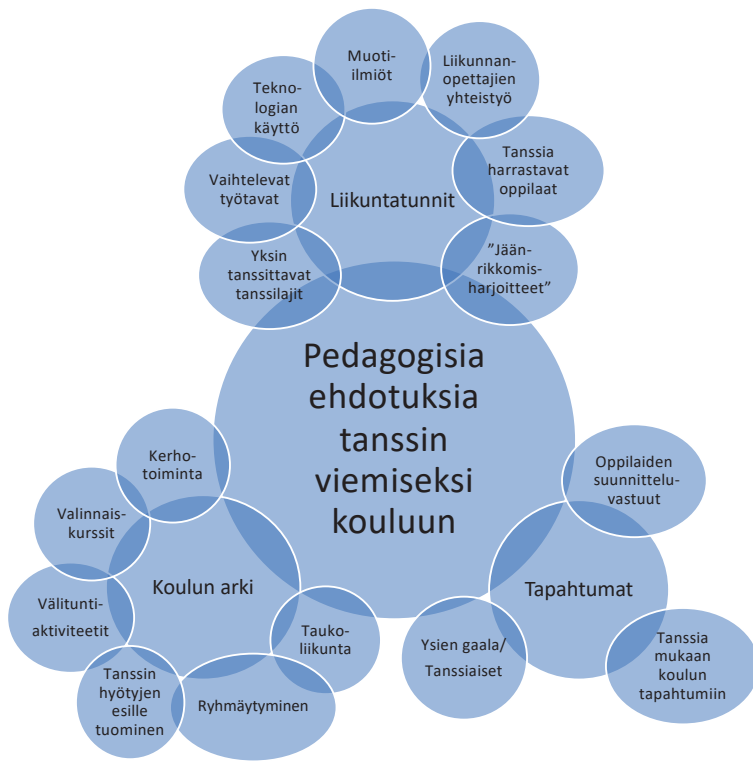 Muoti-
ilmiöt
Liikunnan-
opettajien
yhteistyö
Tekno-
logian
käyttö
Tanssia
harrastavat
oppilaat
Vaihtelevat
työtavat
Liikuntatunnit
Yksin
tanssittavat
tanssilajit
”Jään-
rikkomis-
harjoitteet”
Pedagogisia
ehdotuksia
tanssin
viemiseksi
kouluun
Kerho-
toiminta
Valinnais-
kurssit
Koulun arki
Välitunti-
aktiviteetit
Tauko-
liikunta
Tanssin
hyötyjen
esille
tuominen
Ryhmäytyminen
Oppilaiden
suunnittelu-
vastuut
Tapahtumat
Ysien gaala/
Tanssiaiset
Tanssia
mukaan
koulun
tapahtumiin